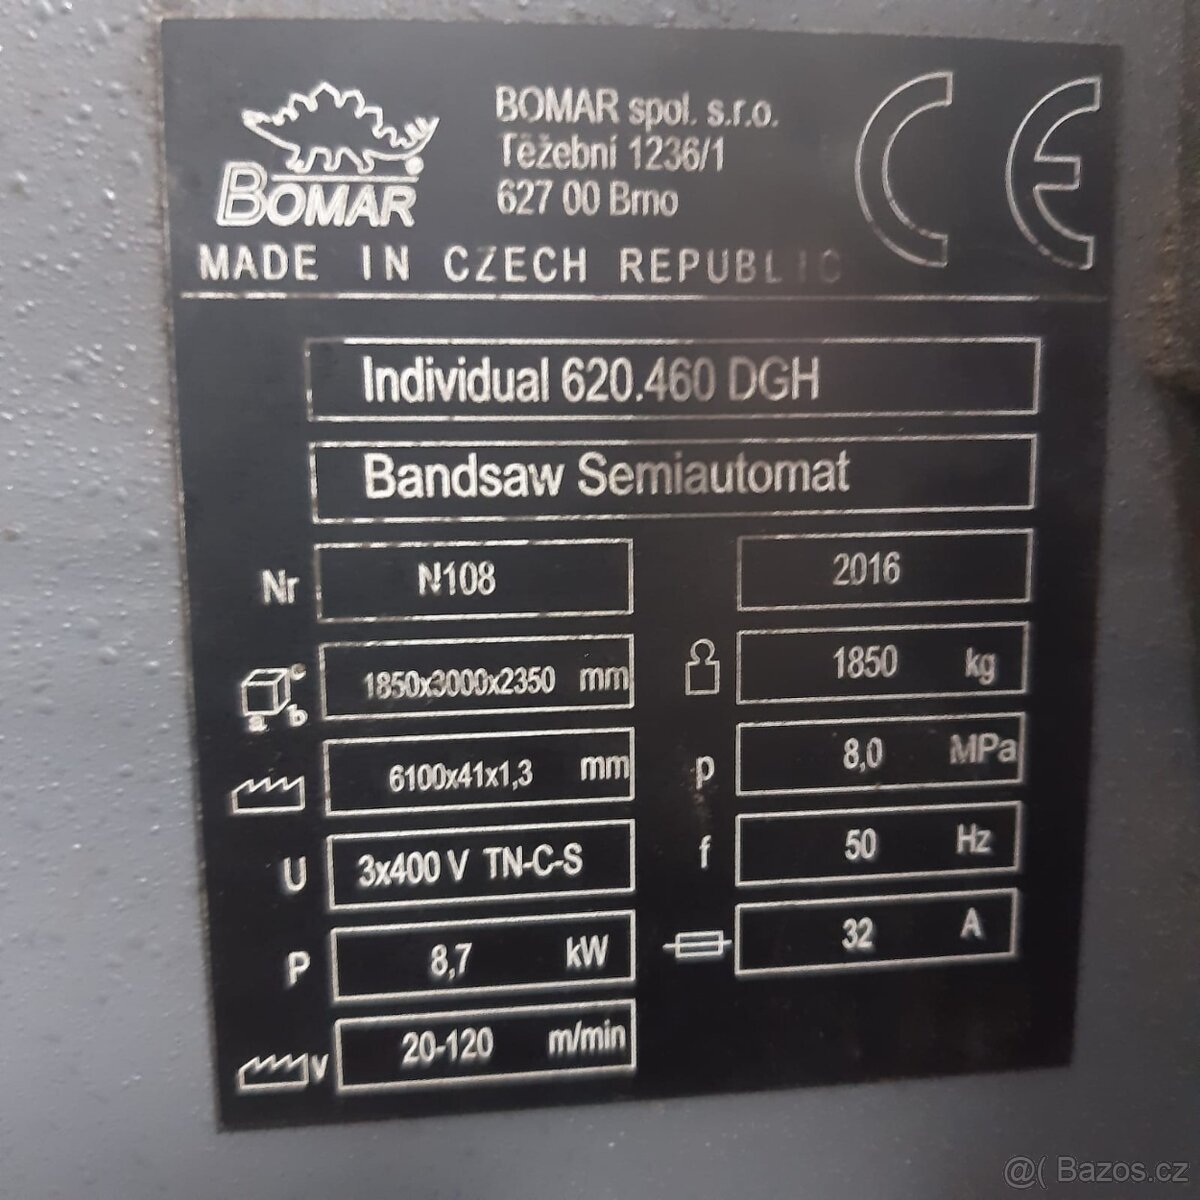 BOMAR
BOMAR spol. s.r.o.
Těžební 1236/1
627 00 Brno
CE
MADE IN CZECH REPUBLIC
Individual 620.460 DGH
Bandsaw Semiautomat
Nr N108
2016
a b c 1850x3000x2350 mm
1850 kg
6100x41x1,3 mm
p 8,0 MPa
U 3x400 V TN-C-S
f 50 Hz
P 8,7 kW
32 A
v 20-120 m/min
@( Bazos.cz